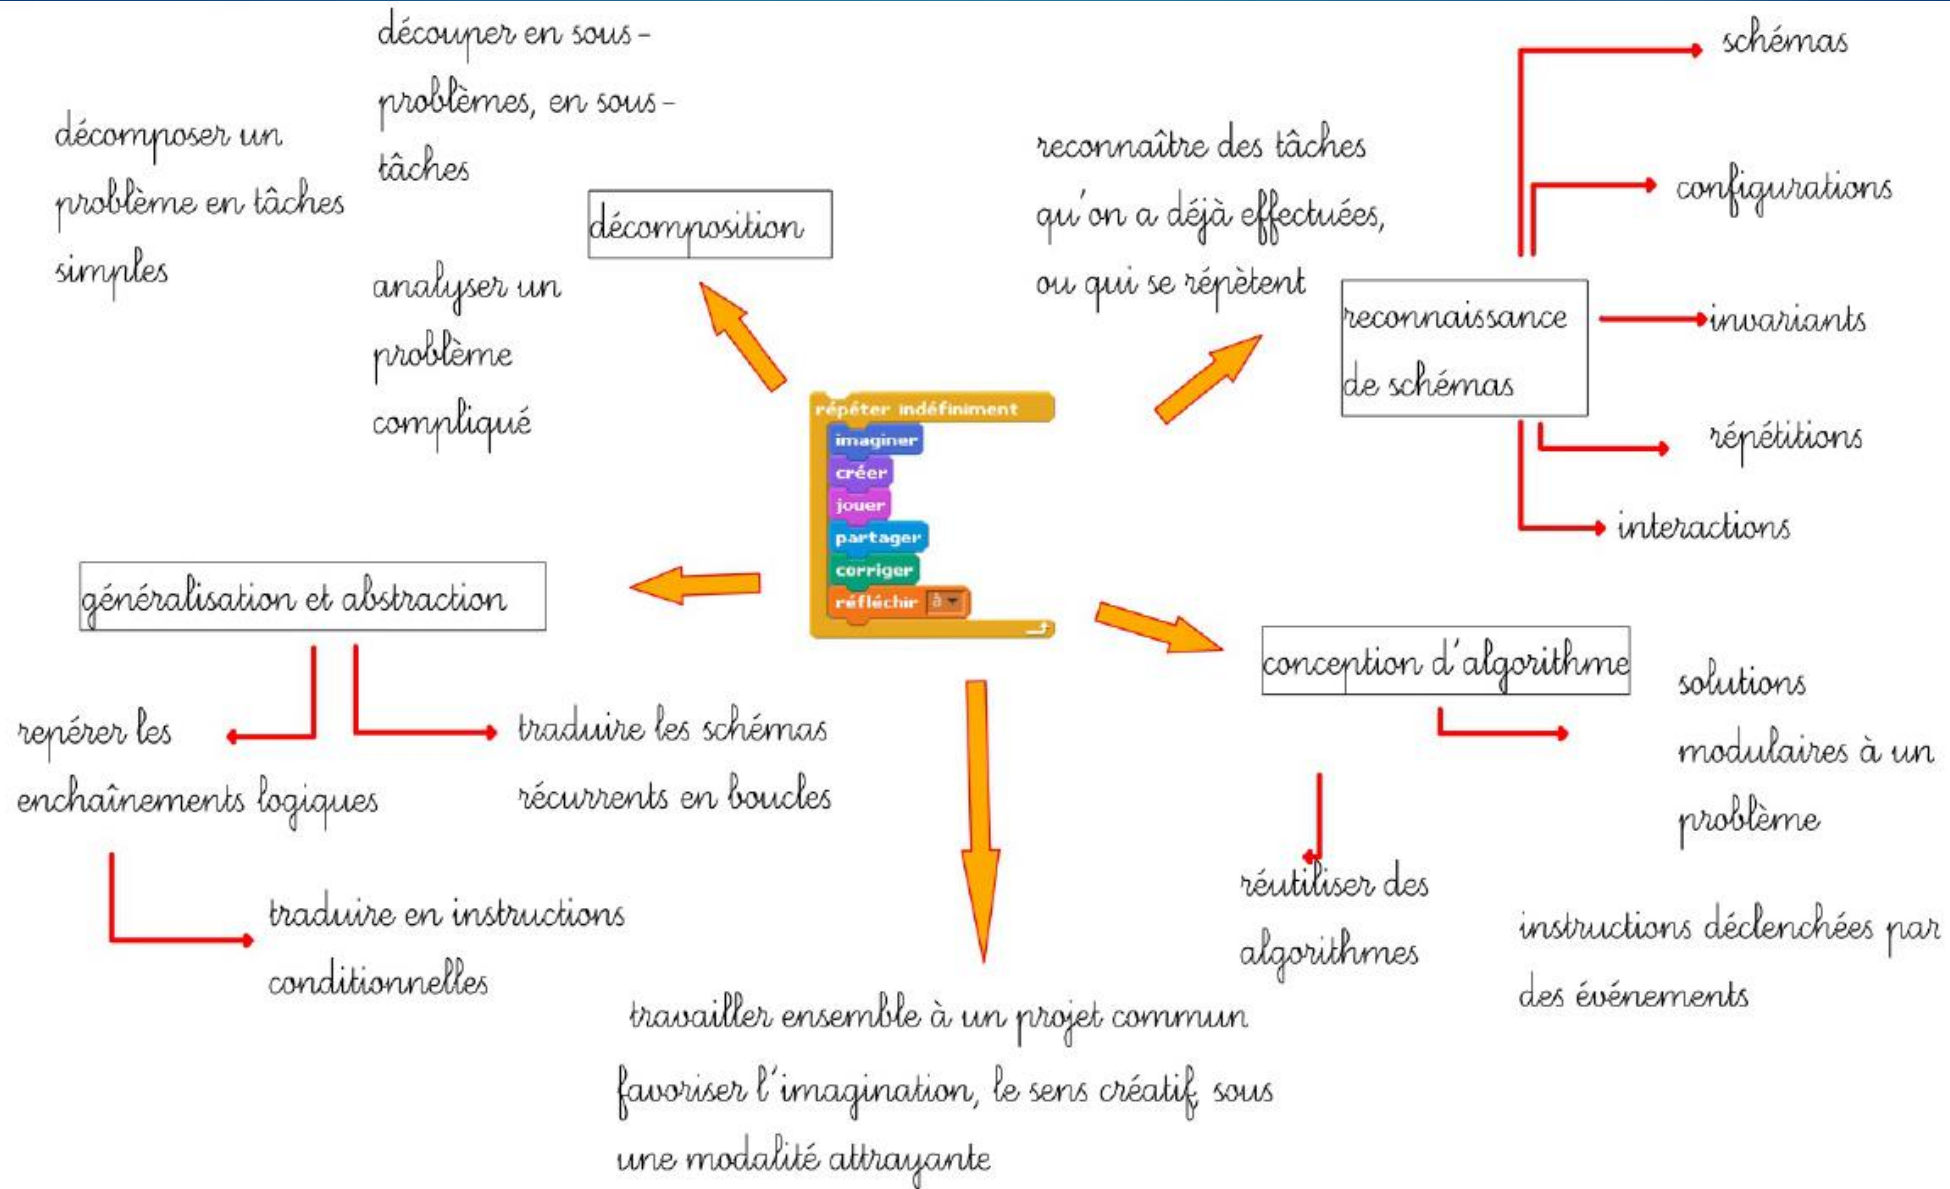 découper en sous-
problèmes, en sous-
tâches
décomposer un
problème en tâches
simples
décomposition
analyser un
problème
compliqué
reconnaître des tâches
qu'on a déjà effectuées,
ou qui se répètent
reconnaissance
de schémas
schémas
configurations
invariants
répétitions
interactions
répéter indéfiniment
imaginer
créer
jouer
partager
corriger
réfléchir à
généralisation et abstraction
repérer les
enchaînements logiques
traduire les schémas
récurrents en boucles
traduire en instructions
conditionnelles
conception d'algorithme
solutions
modulaires à un
problème
réutiliser des
algorithmes
instructions déclenchées par
des événements
travailler ensemble à un projet commun
favoriser l'imagination, le sens créatif, sous
une modalité attrayante